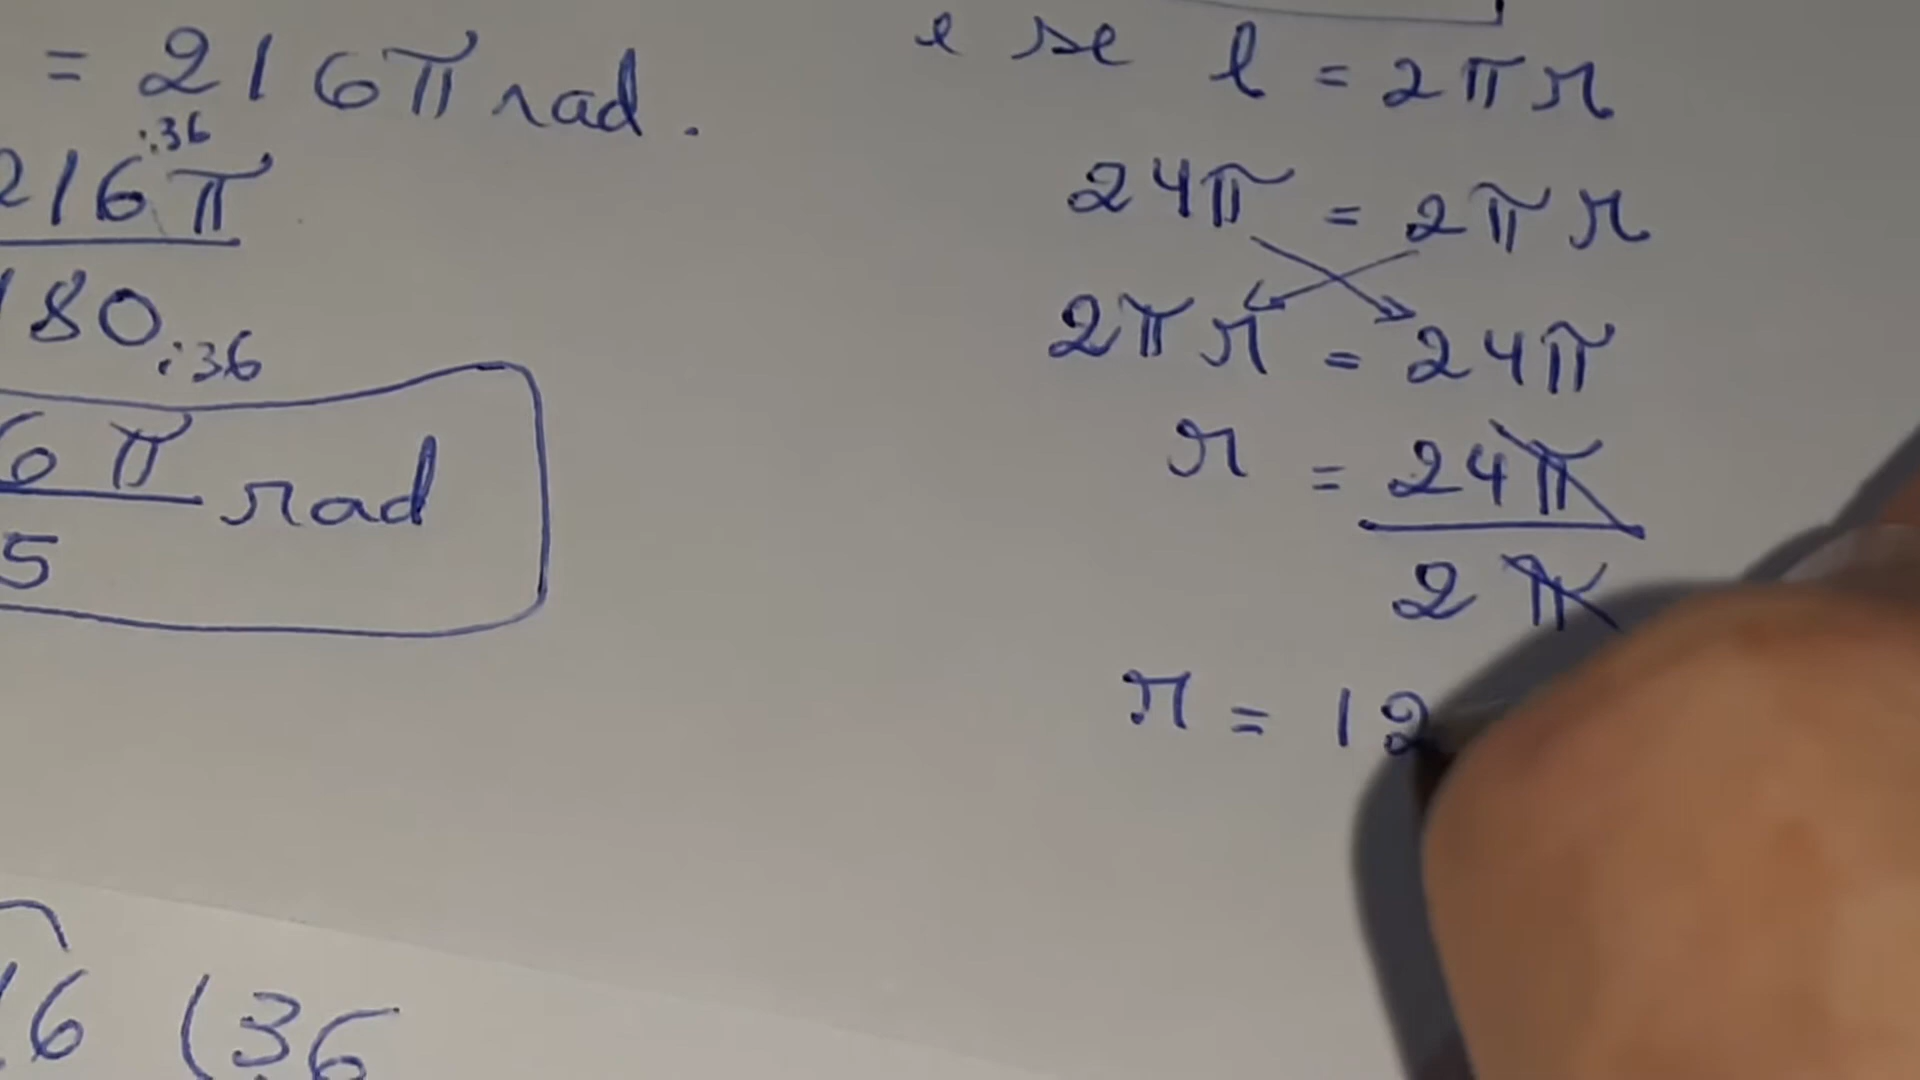 = 216π rad.
:36
216π
180 :36
6π
5
rad
16 (36
e se l = 2πr
24π = 2πr
2πr = 24π
r = 24π
2π
r = 12